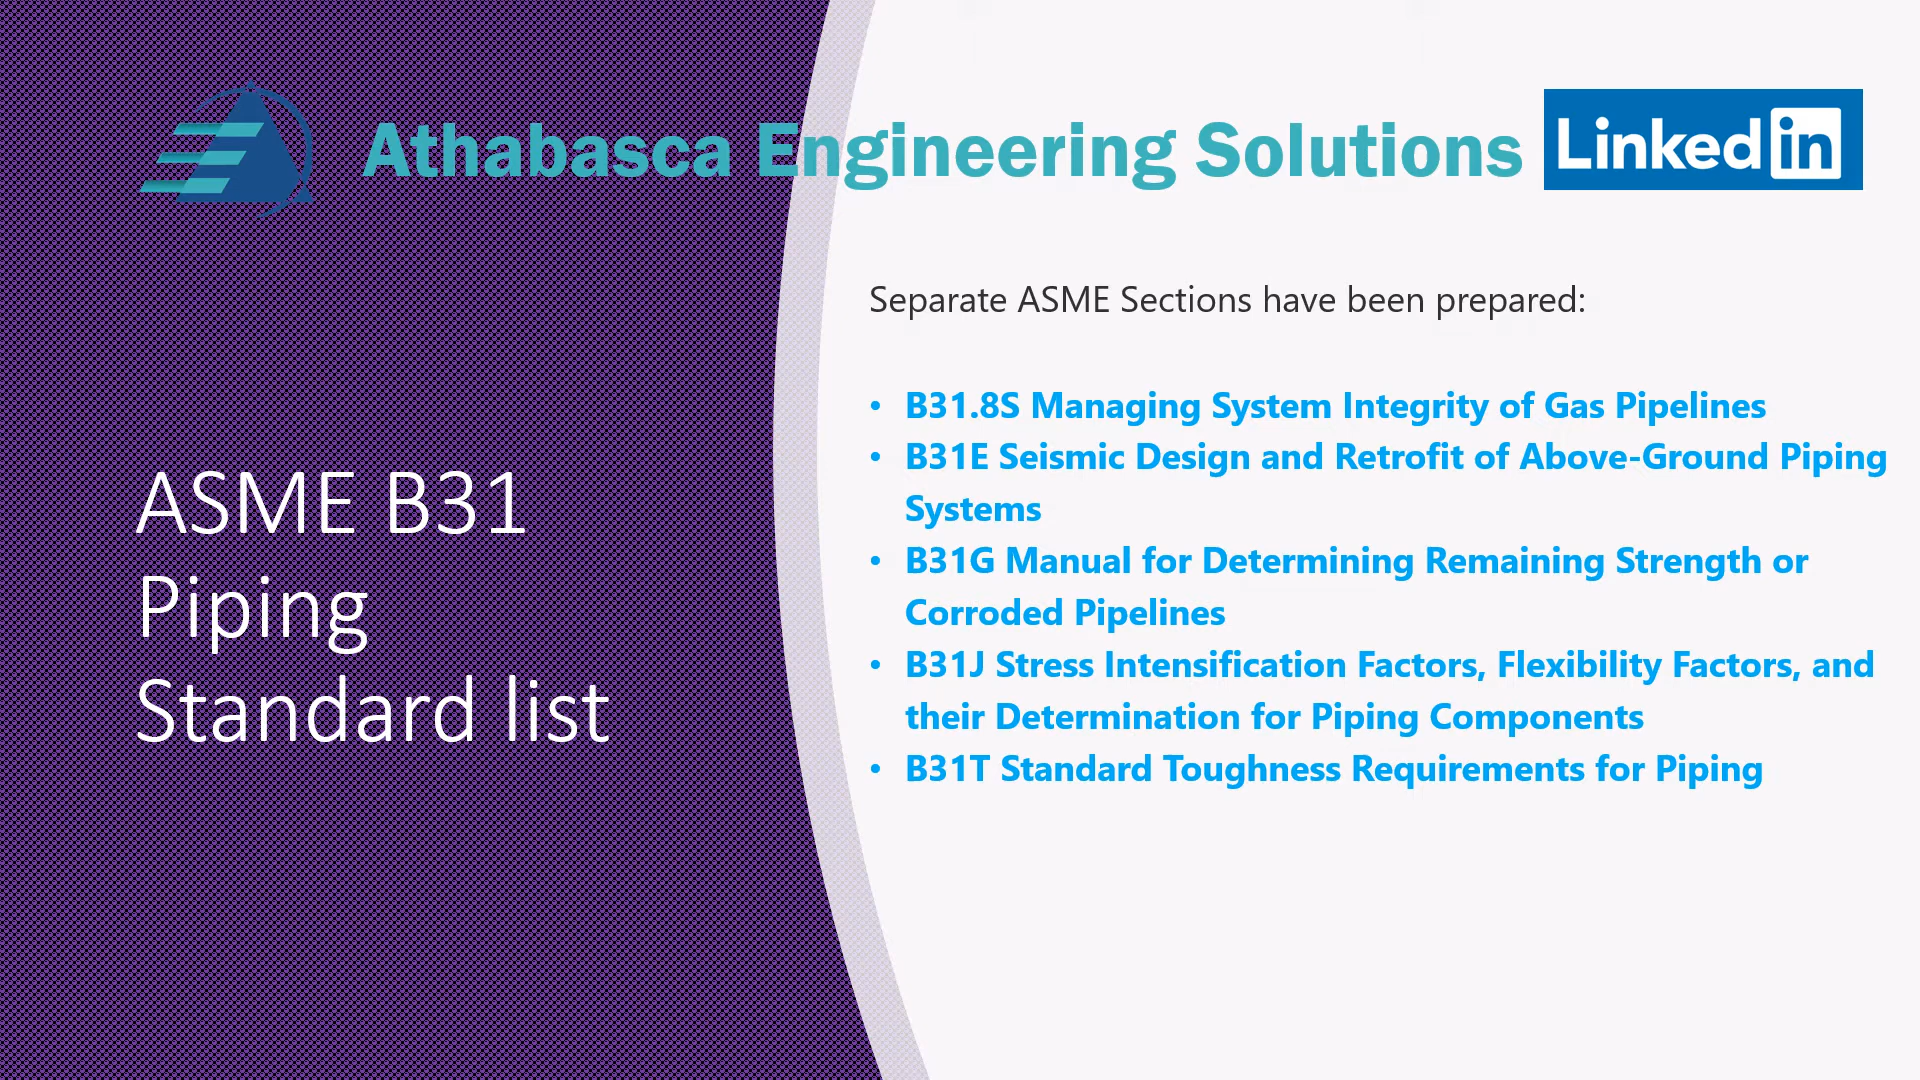 Athabasca Engineering Solutions
Linked in
ASME B31
Piping
Standard list
Separate ASME Sections have been prepared:
• B31.8S Managing System Integrity of Gas Pipelines
• B31E Seismic Design and Retrofit of Above-Ground Piping
Systems
• B31G Manual for Determining Remaining Strength or
Corroded Pipelines
• B31J Stress Intensification Factors, Flexibility Factors, and
their Determination for Piping Components
• B31T Standard Toughness Requirements for Piping